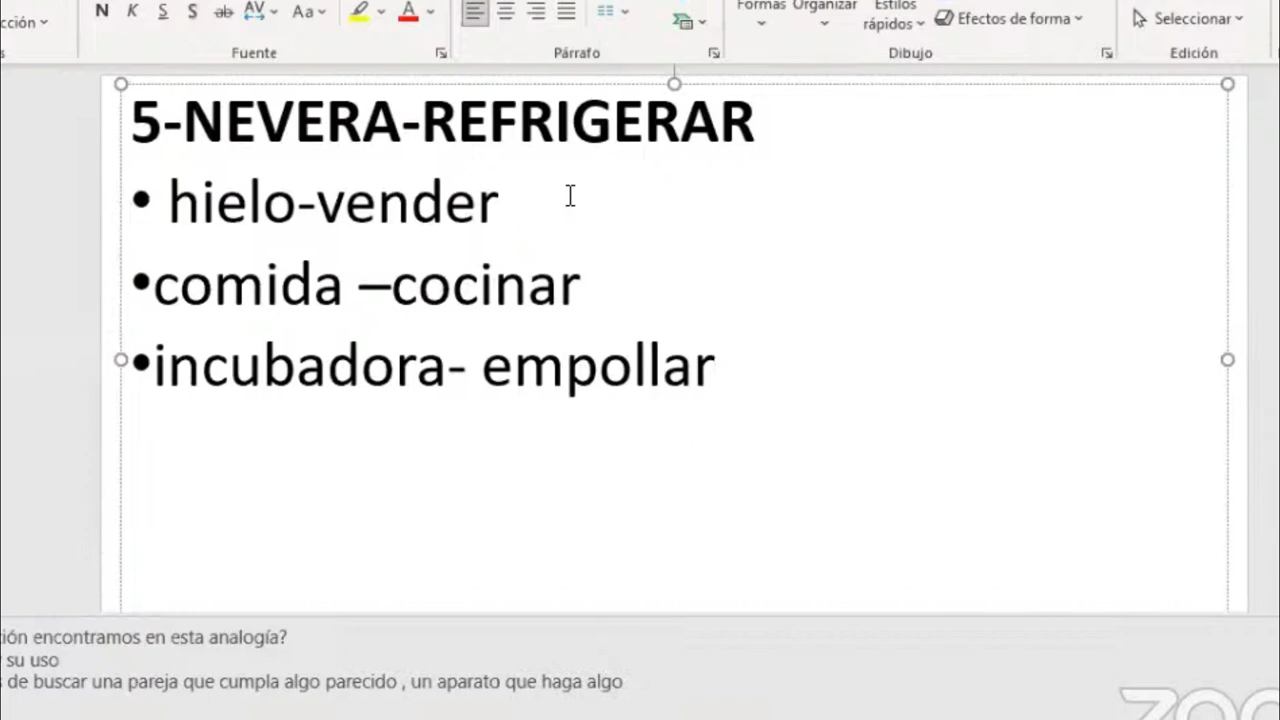 cción
N K S S ab AV Aa A
Formas Organizar Estilos rápidos
Efectos de forma
Seleccionar
Fuente Párrafo Dibujo Edición
5-NEVERA-REFRIGERAR
• hielo-vender
•comida –cocinar
•incubadora- empollar
ión encontramos en esta analogía?
su uso
de buscar una pareja que cumpla algo parecido , un aparato que haga algo